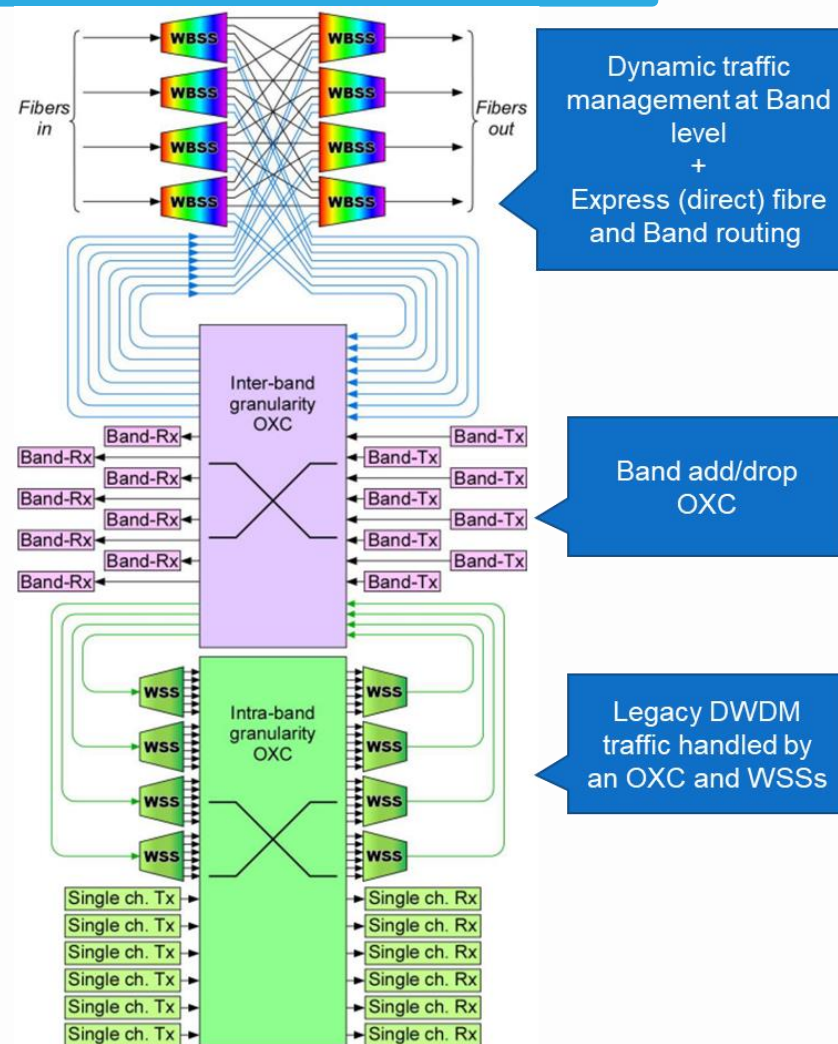 WBSS
WBSS
WBSS
WBSS
Fibers
in
WBSS
WBSS
WBSS
WBSS
Fibers
out
Dynamic traffic
management at Band
level
+
Express (direct) fibre
and Band routing
Inter-band
granularity
OXC
Band-Rx
Band-Rx
Band-Rx
Band-Rx
Band-Rx
Band-Rx
Band-Rx
Band-Rx
Band-Tx
Band-Tx
Band-Tx
Band-Tx
Band-Tx
Band-Tx
Band-Tx
Band-Tx
Band add/drop
OXC
WSS
WSS
WSS
WSS
Intra-band
granularity
OXC
WSS
WSS
WSS
WSS
Legacy DWDM
traffic handled by
an OXC and WSSs
Single ch. Tx
Single ch. Tx
Single ch. Tx
Single ch. Tx
Single ch. Tx
Single ch. Tx
Single ch. Rx
Single ch. Rx
Single ch. Rx
Single ch. Rx
Single ch. Rx
Single ch. Rx